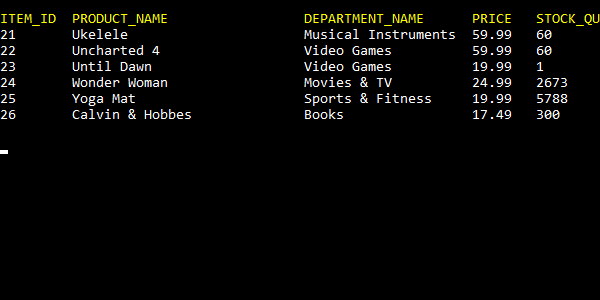 ITEM_ID PRODUCT_NAME DEPARTMENT_NAME PRICE STOCK_QU
21 Ukelele Musical Instruments 59.99 60
22 Uncharted 4 Video Games 59.99 60
23 Until Dawn Video Games 19.99 1
24 Wonder Woman Movies & TV 24.99 2673
25 Yoga Mat Sports & Fitness 19.99 5788
26 Calvin & Hobbes Books 17.49 300